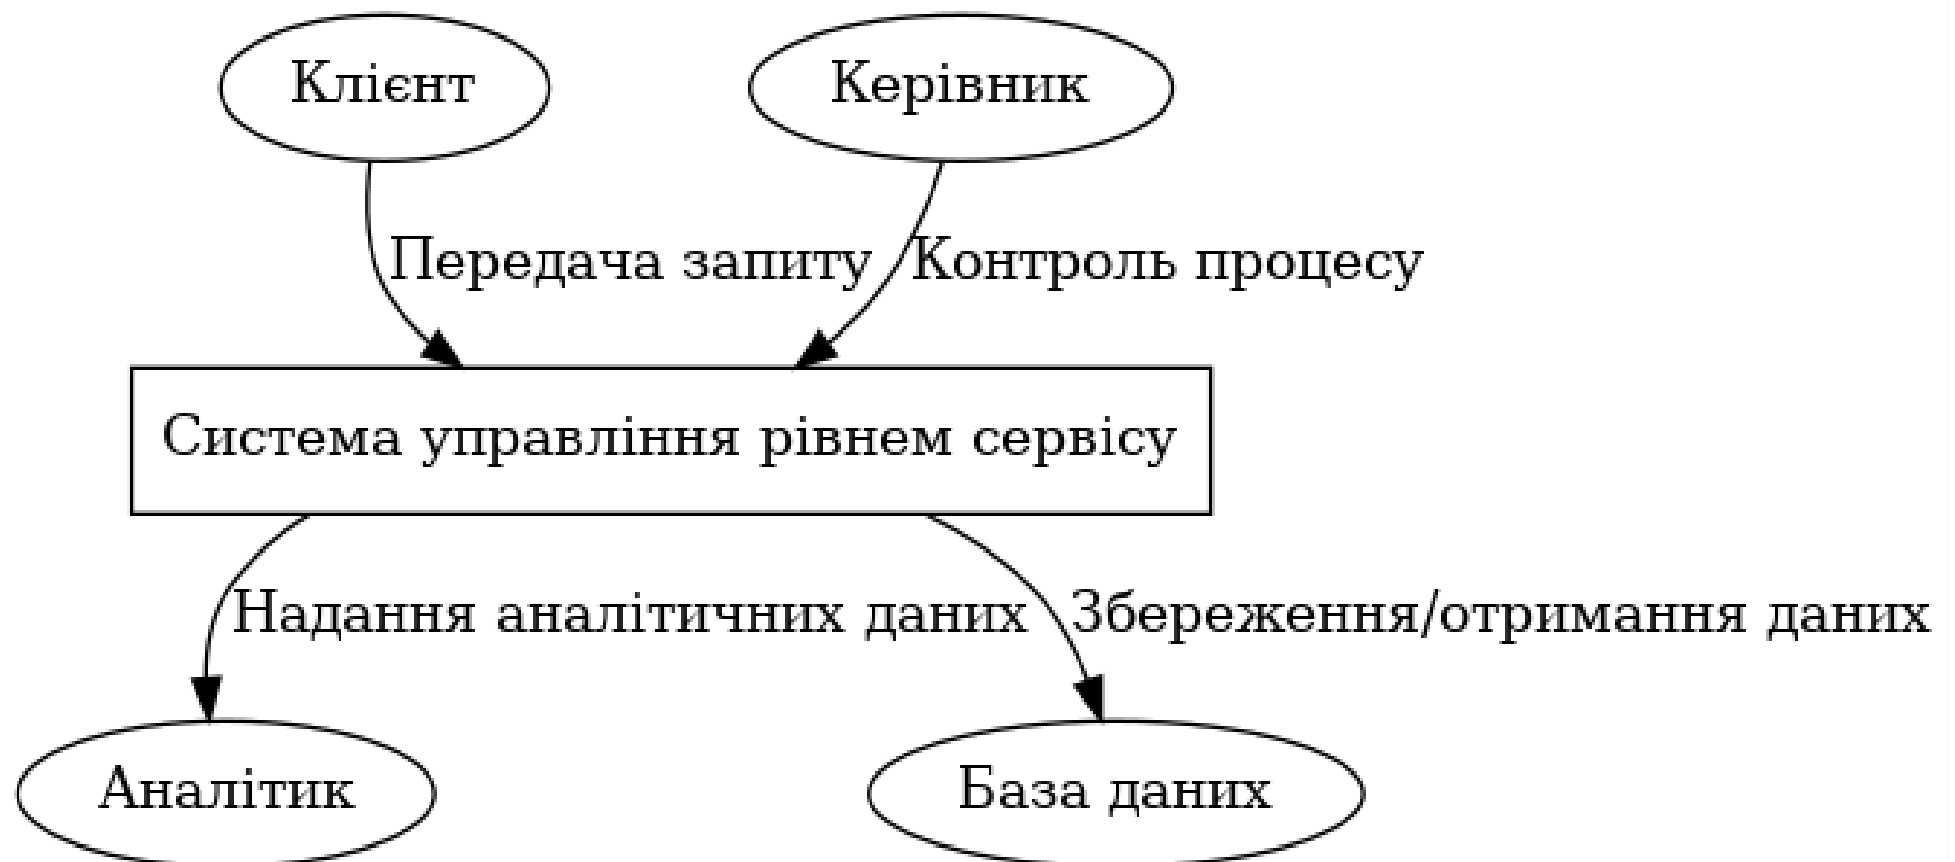 Клієнт
Керівник
Передача запиту
Контроль процесу
Система управління рівнем сервісу
Надання аналітичних даних
Збереження/отримання даних
Аналітик
База даних